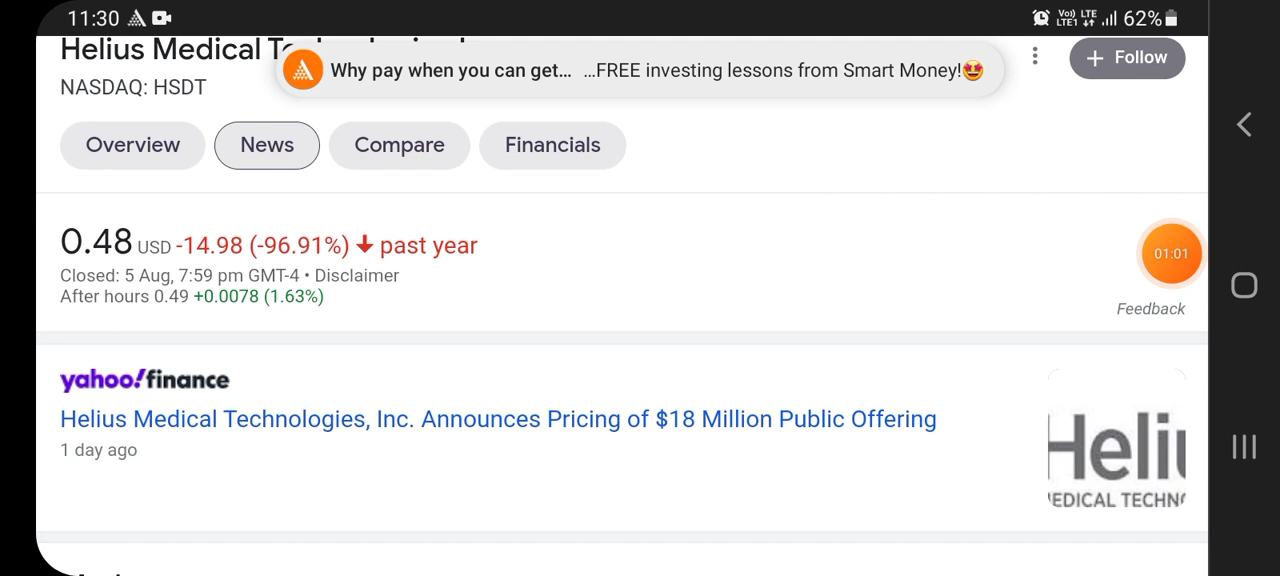 11:30
Vo)) LTE
LTE1
62%
Helius Medical
Why pay when you can get... ...FREE investing lessons from Smart Money!🤩
+ Follow
NASDAQ: HSDT
Overview
News
Compare
Financials
0.48 USD -14.98 (-96.91%) ↓ past year
Closed: 5 Aug, 7:59 pm GMT-4 • Disclaimer
After hours 0.49 +0.0078 (1.63%)
01:01
Feedback
yahoo!finance
Helius Medical Technologies, Inc. Announces Pricing of $18 Million Public Offering
1 day ago
Heli
EDICAL TECHN